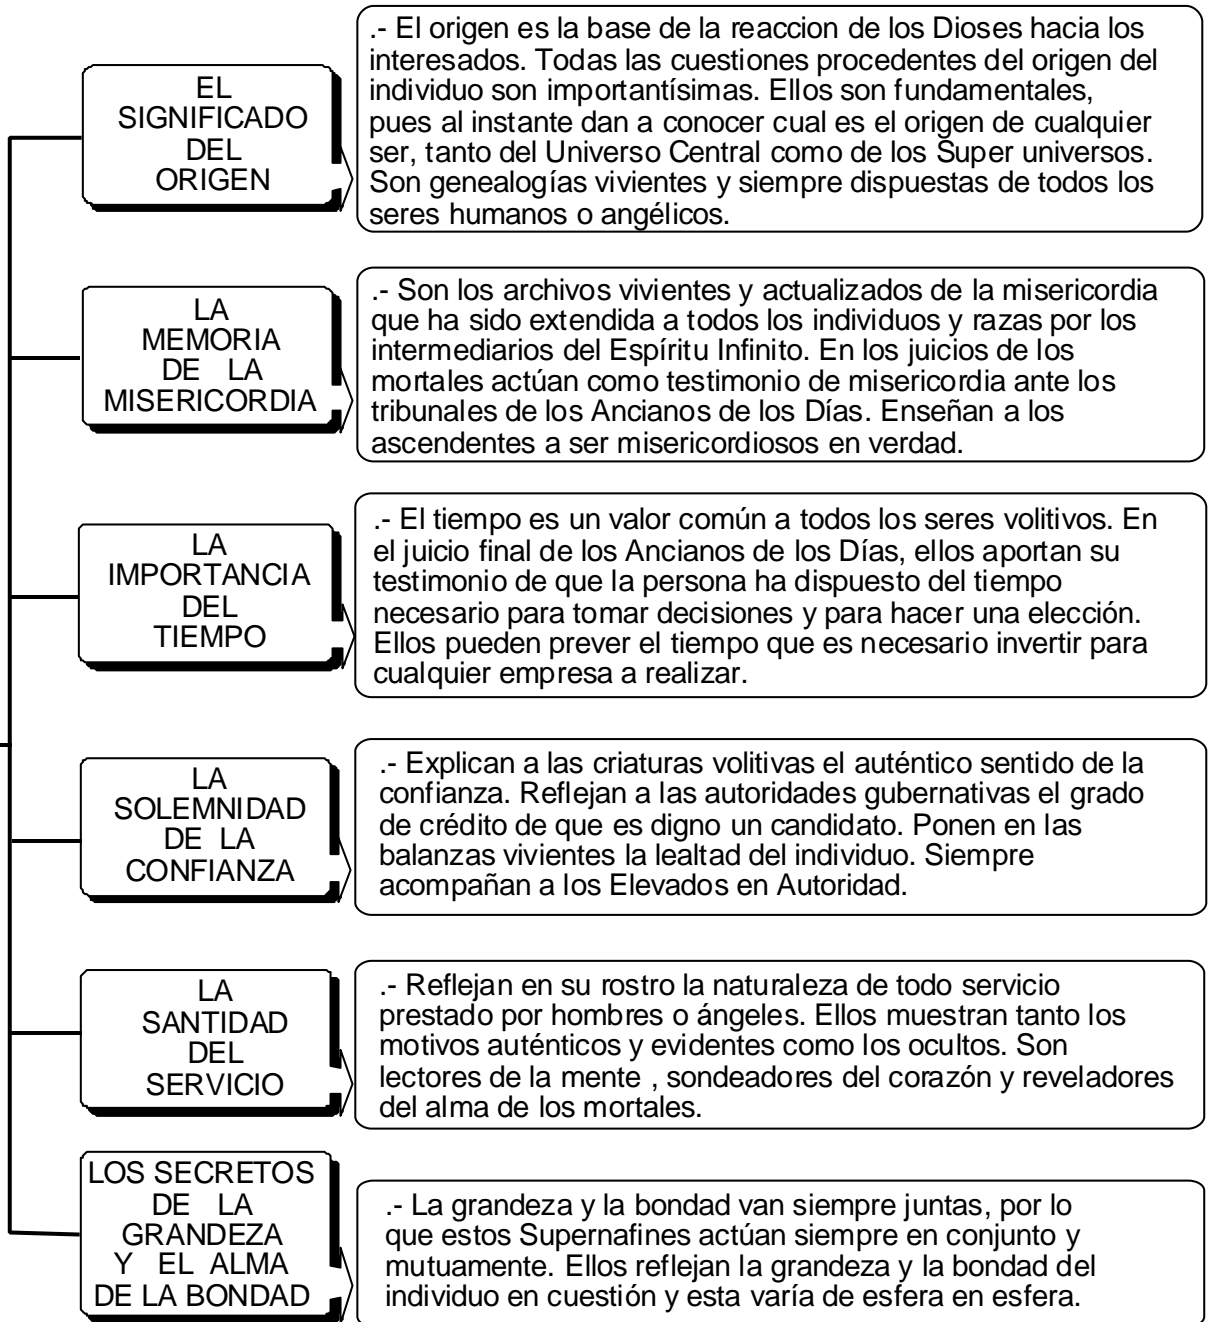 EL
SIGNIFICADO
DEL
ORIGEN
.- El origen es la base de la reaccion de los Dioses hacia los
interesados. Todas las cuestiones procedentes del origen del
individuo son importantísimas. Ellos son fundamentales,
pues al instante dan a conocer cual es el origen de cualquier
ser, tanto del Universo Central como de los Super universos.
Son genealogías vivientes y siempre dispuestas de todos los
seres humanos o angélicos.
LA
MEMORIA
DE LA
MISERICORDIA
.- Son los archivos vivientes y actualizados de la misericordia
que ha sido extendida a todos los individuos y razas por los
intermediarios del Espíritu Infinito. En los juicios de los
mortales actúan como testimonio de misericordia ante los
tribunales de los Ancianos de los Días. Enseñan a los
ascendentes a ser misericordiosos en verdad.
LA
IMPORTANCIA
DEL
TIEMPO
.- El tiempo es un valor común a todos los seres volitivos. En
el juicio final de los Ancianos de los Días, ellos aportan su
testimonio de que la persona ha dispuesto del tiempo
necesario para tomar decisiones y para hacer una elección.
Ellos pueden prever el tiempo que es necesario invertir para
cualquier empresa a realizar.
LA
SOLEMNIDAD
DE LA
CONFIANZA
.- Explican a las criaturas volitivas el auténtico sentido de la
confianza. Reflejan a las autoridades gubernativas el grado
de crédito de que es digno un candidato. Ponen en las
balanzas vivientes la lealtad del individuo. Siempre
acompañan a los Elevados en Autoridad.
LA
SANTIDAD
DEL
SERVICIO
.- Reflejan en su rostro la naturaleza de todo servicio
prestado por hombres o ángeles. Ellos muestran tanto los
motivos auténticos y evidentes como los ocultos. Son
lectores de la mente , sondeadores del corazón y reveladores
del alma de los mortales.
LOS SECRETOS
DE LA
GRANDEZA
Y EL ALMA
DE LA BONDAD
.- La grandeza y la bondad van siempre juntas, por lo
que estos Supernafines actúan siempre en conjunto y
mutuamente. Ellos reflejan la grandeza y la bondad del
individuo en cuestión y esta varía de esfera en esfera.